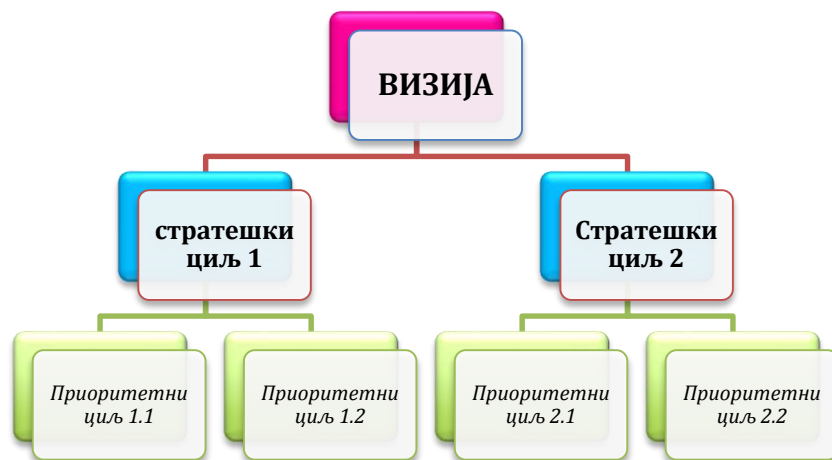 ВИЗИЈА
стратешки
циљ 1
Стратешки
циљ 2
Приоритетни
циљ 1.1
Приоритетни
циљ 1.2
Приоритетни
циљ 2.1
Приоритетни
циљ 2.2